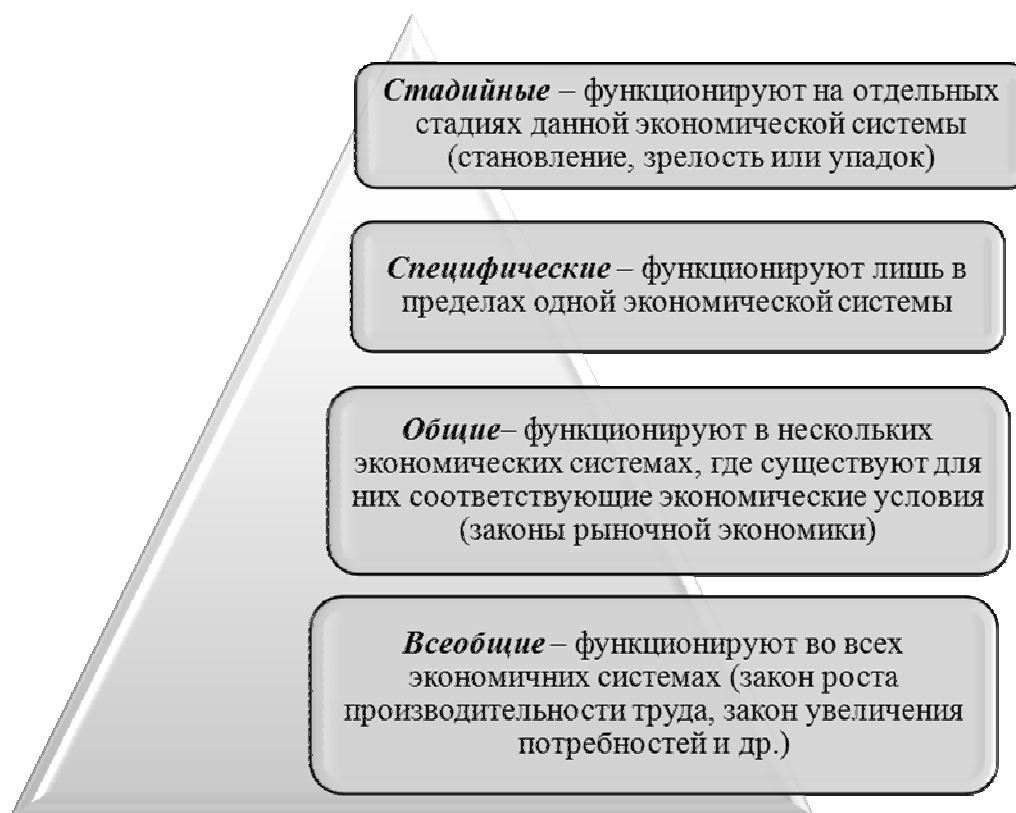 Стадийные – функционируют на отдельных
стадиях данной экономической системы
(становление, зрелость или упадок)
Специфические – функционируют лишь в
пределах одной экономической системы
Общие– функционируют в нескольких
экономических системах, где существуют для
них соответствующие экономические условия
(законы рыночной экономики)
Всеобщие – функционируют во всех
экономичних системах (закон роста
производительности труда, закон увеличения
потребностей и др.)